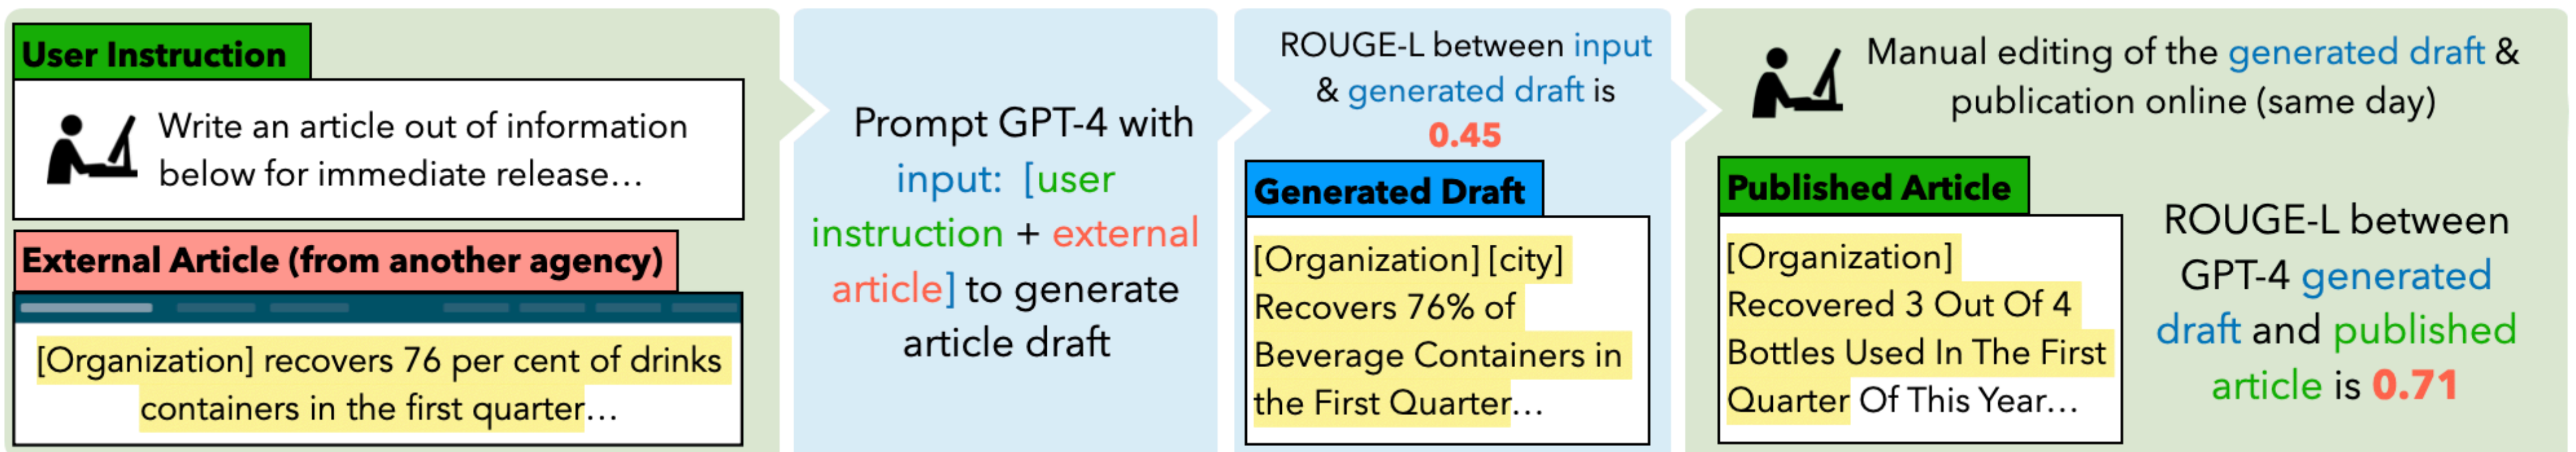 User Instruction
Write an article out of information
below for immediate release...
External Article (from another agency)
[Organization] recovers 76 per cent of drinks
containers in the first quarter...
Prompt GPT-4 with
input: [user
instruction + external
article] to generate
article draft
ROUGE-L between input
& generated draft is
0.45
Generated Draft
[Organization] [city]
Recovers 76% of
Beverage Containers in
the First Quarter...
Manual editing of the generated draft &
publication online (same day)
Published Article
[Organization]
Recovered 3 Out Of 4
Bottles Used In The First
Quarter Of This Year...
ROUGE-L between
GPT-4 generated
draft and published
article is 0.71